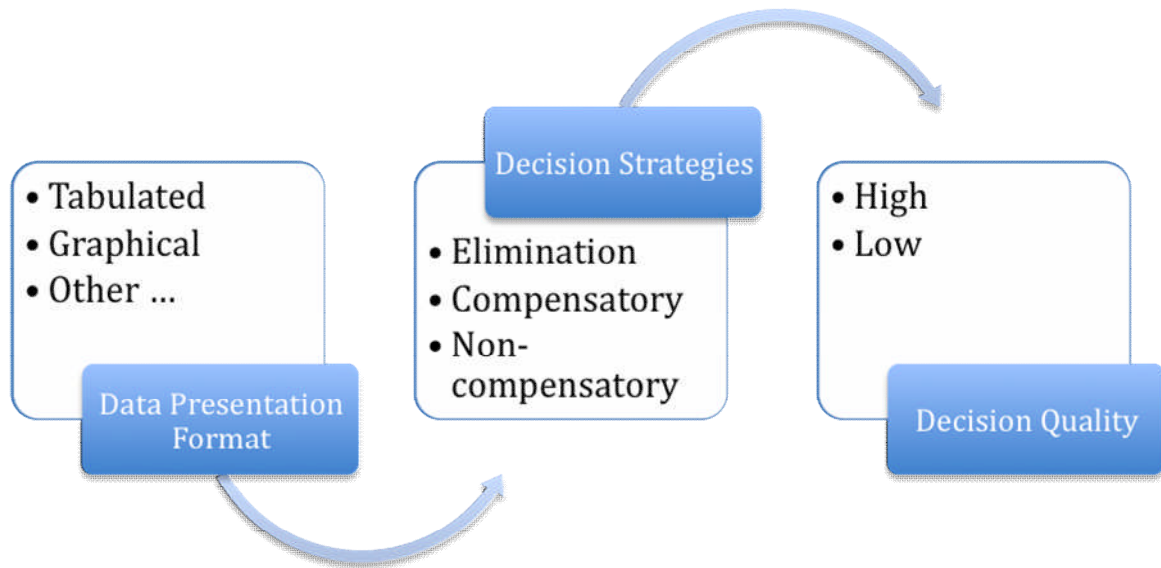 • Tabulated
• Graphical
• Other ...
Data Presentation
Format
Decision Strategies
• Elimination
• Compensatory
• Non-
compensatory
• High
• Low
Decision Quality